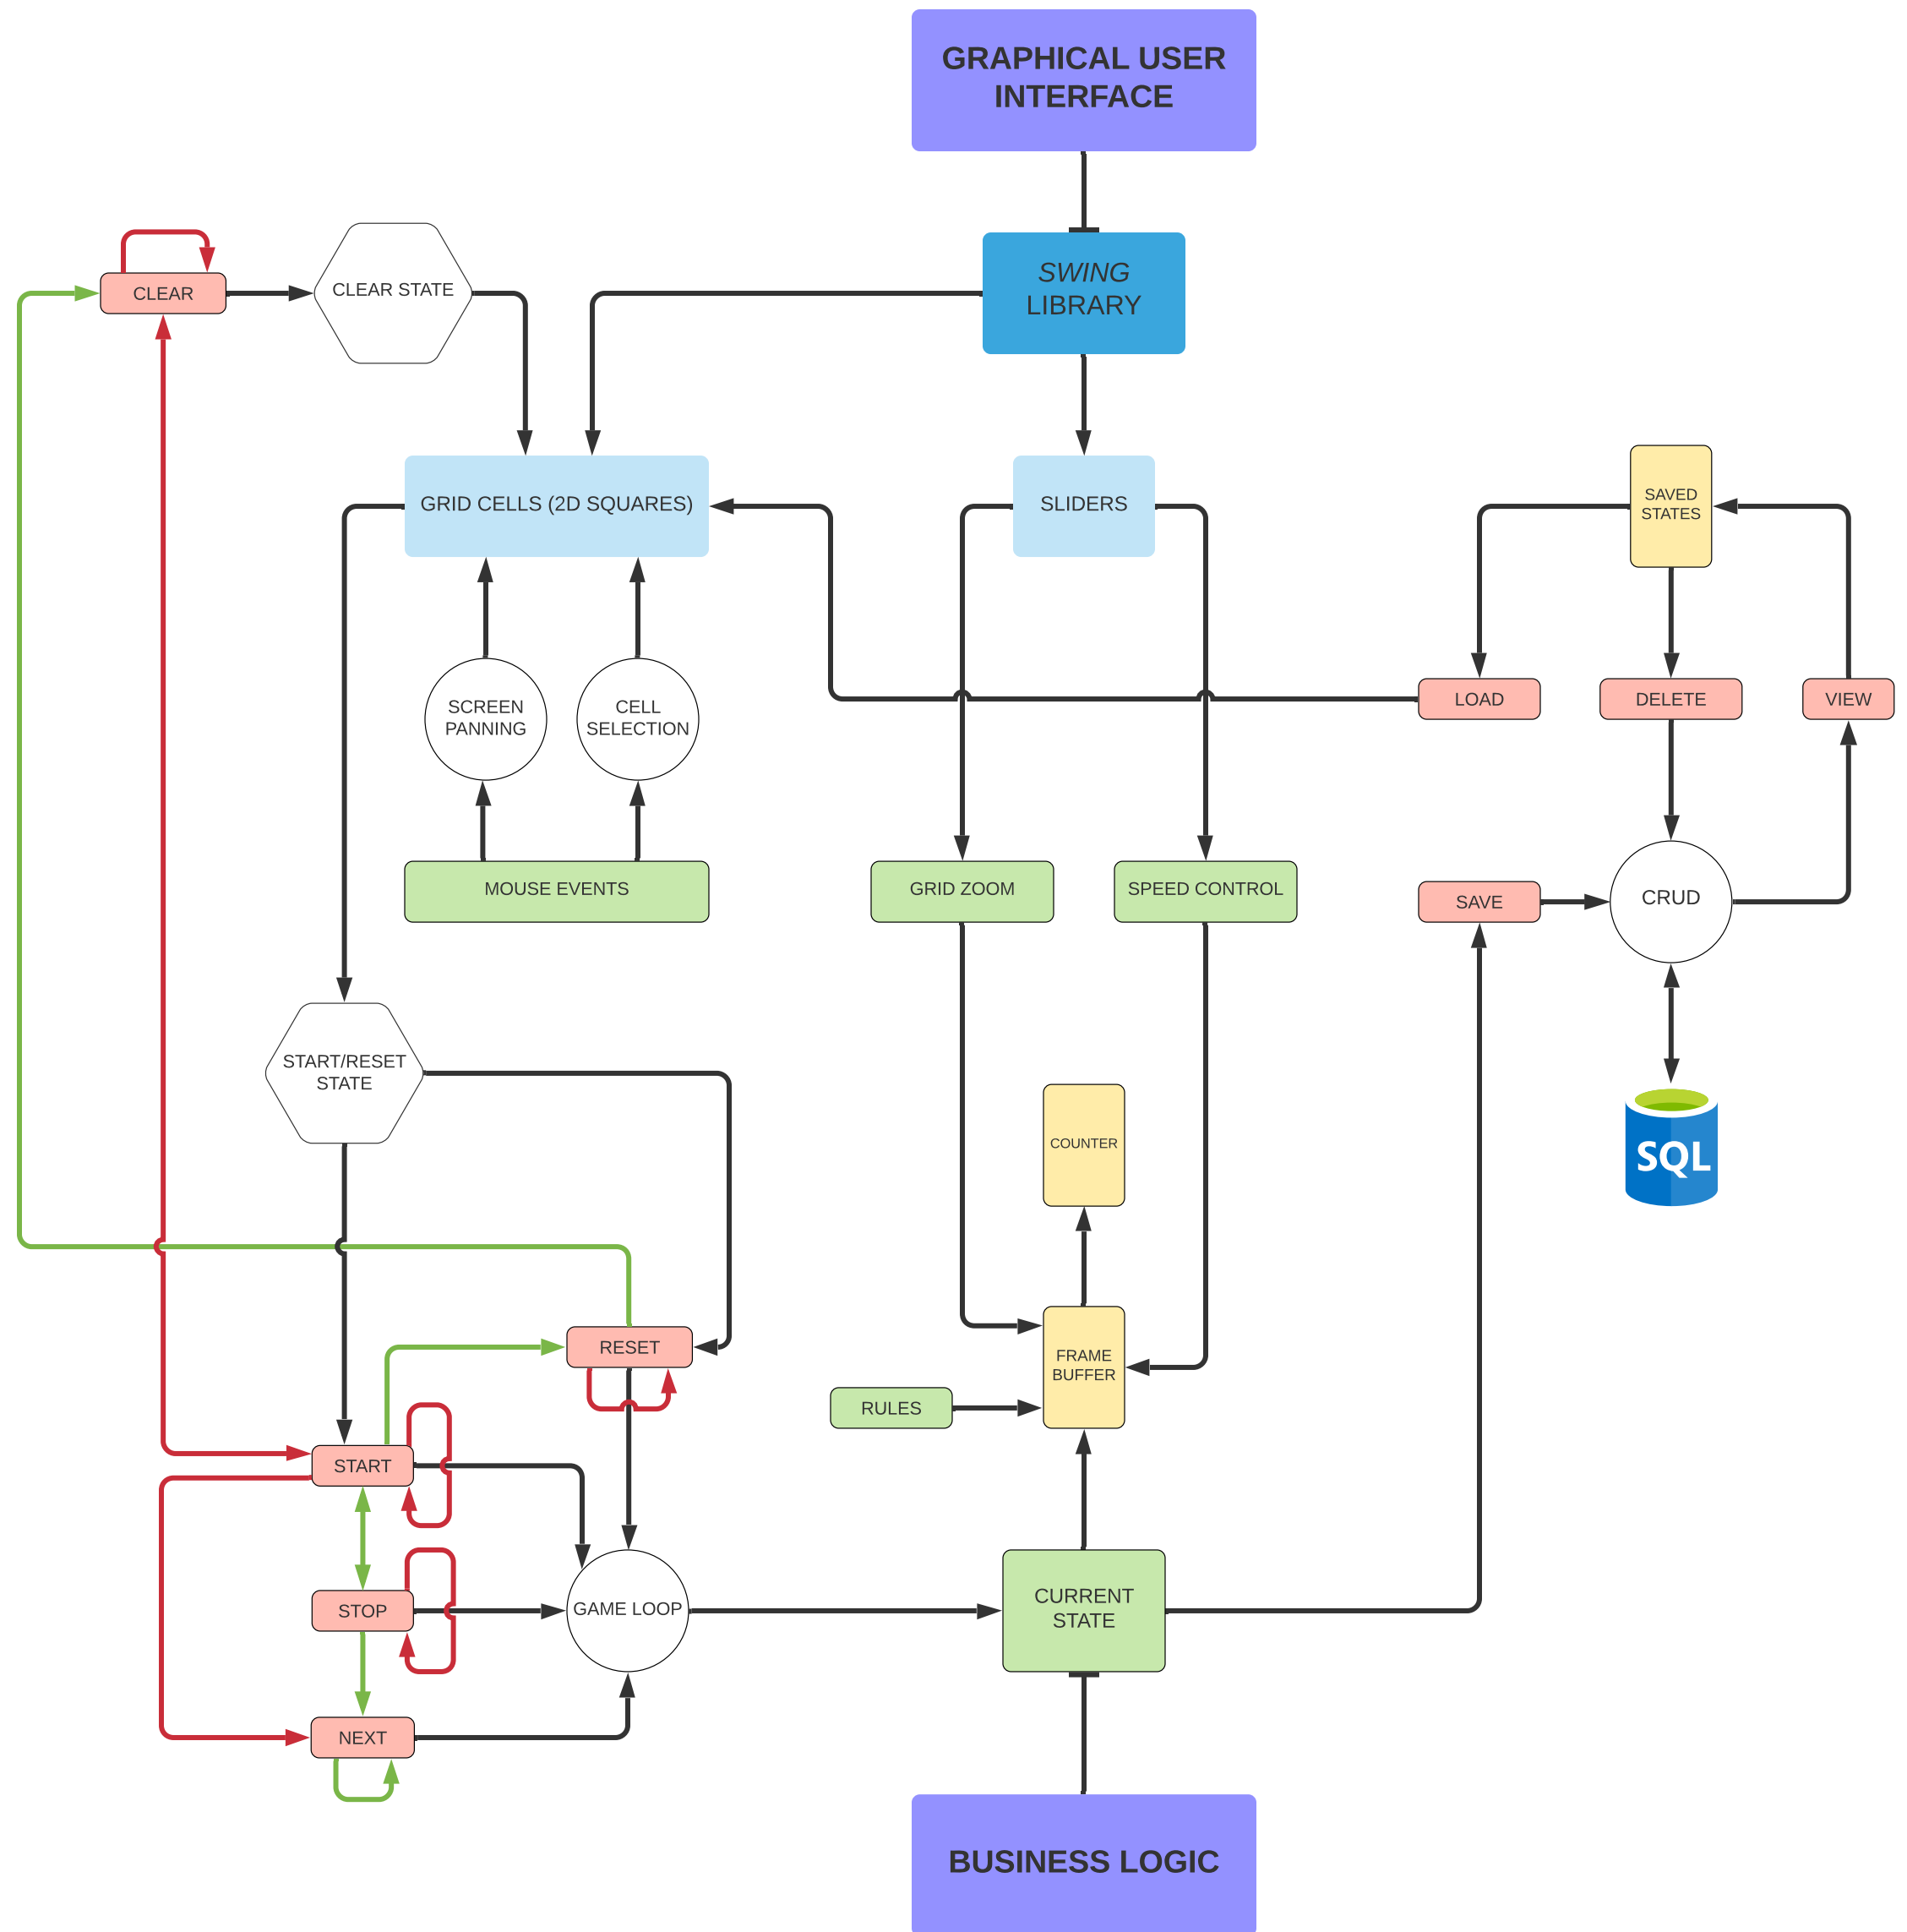 GRAPHICAL USER
INTERFACE
SWING
LIBRARY
CLEAR
CLEAR STATE
GRID CELLS (2D SQUARES)
SLIDERS
SAVED
STATES
SCREEN
PANNING
CELL
SELECTION
LOAD
DELETE
VIEW
MOUSE EVENTS
GRID ZOOM
SPEED CONTROL
SAVE
CRUD
START/RESET
STATE
COUNTER
SQL
RESET
FRAME
BUFFER
RULES
START
STOP
GAME LOOP
CURRENT
STATE
NEXT
BUSINESS LOGIC